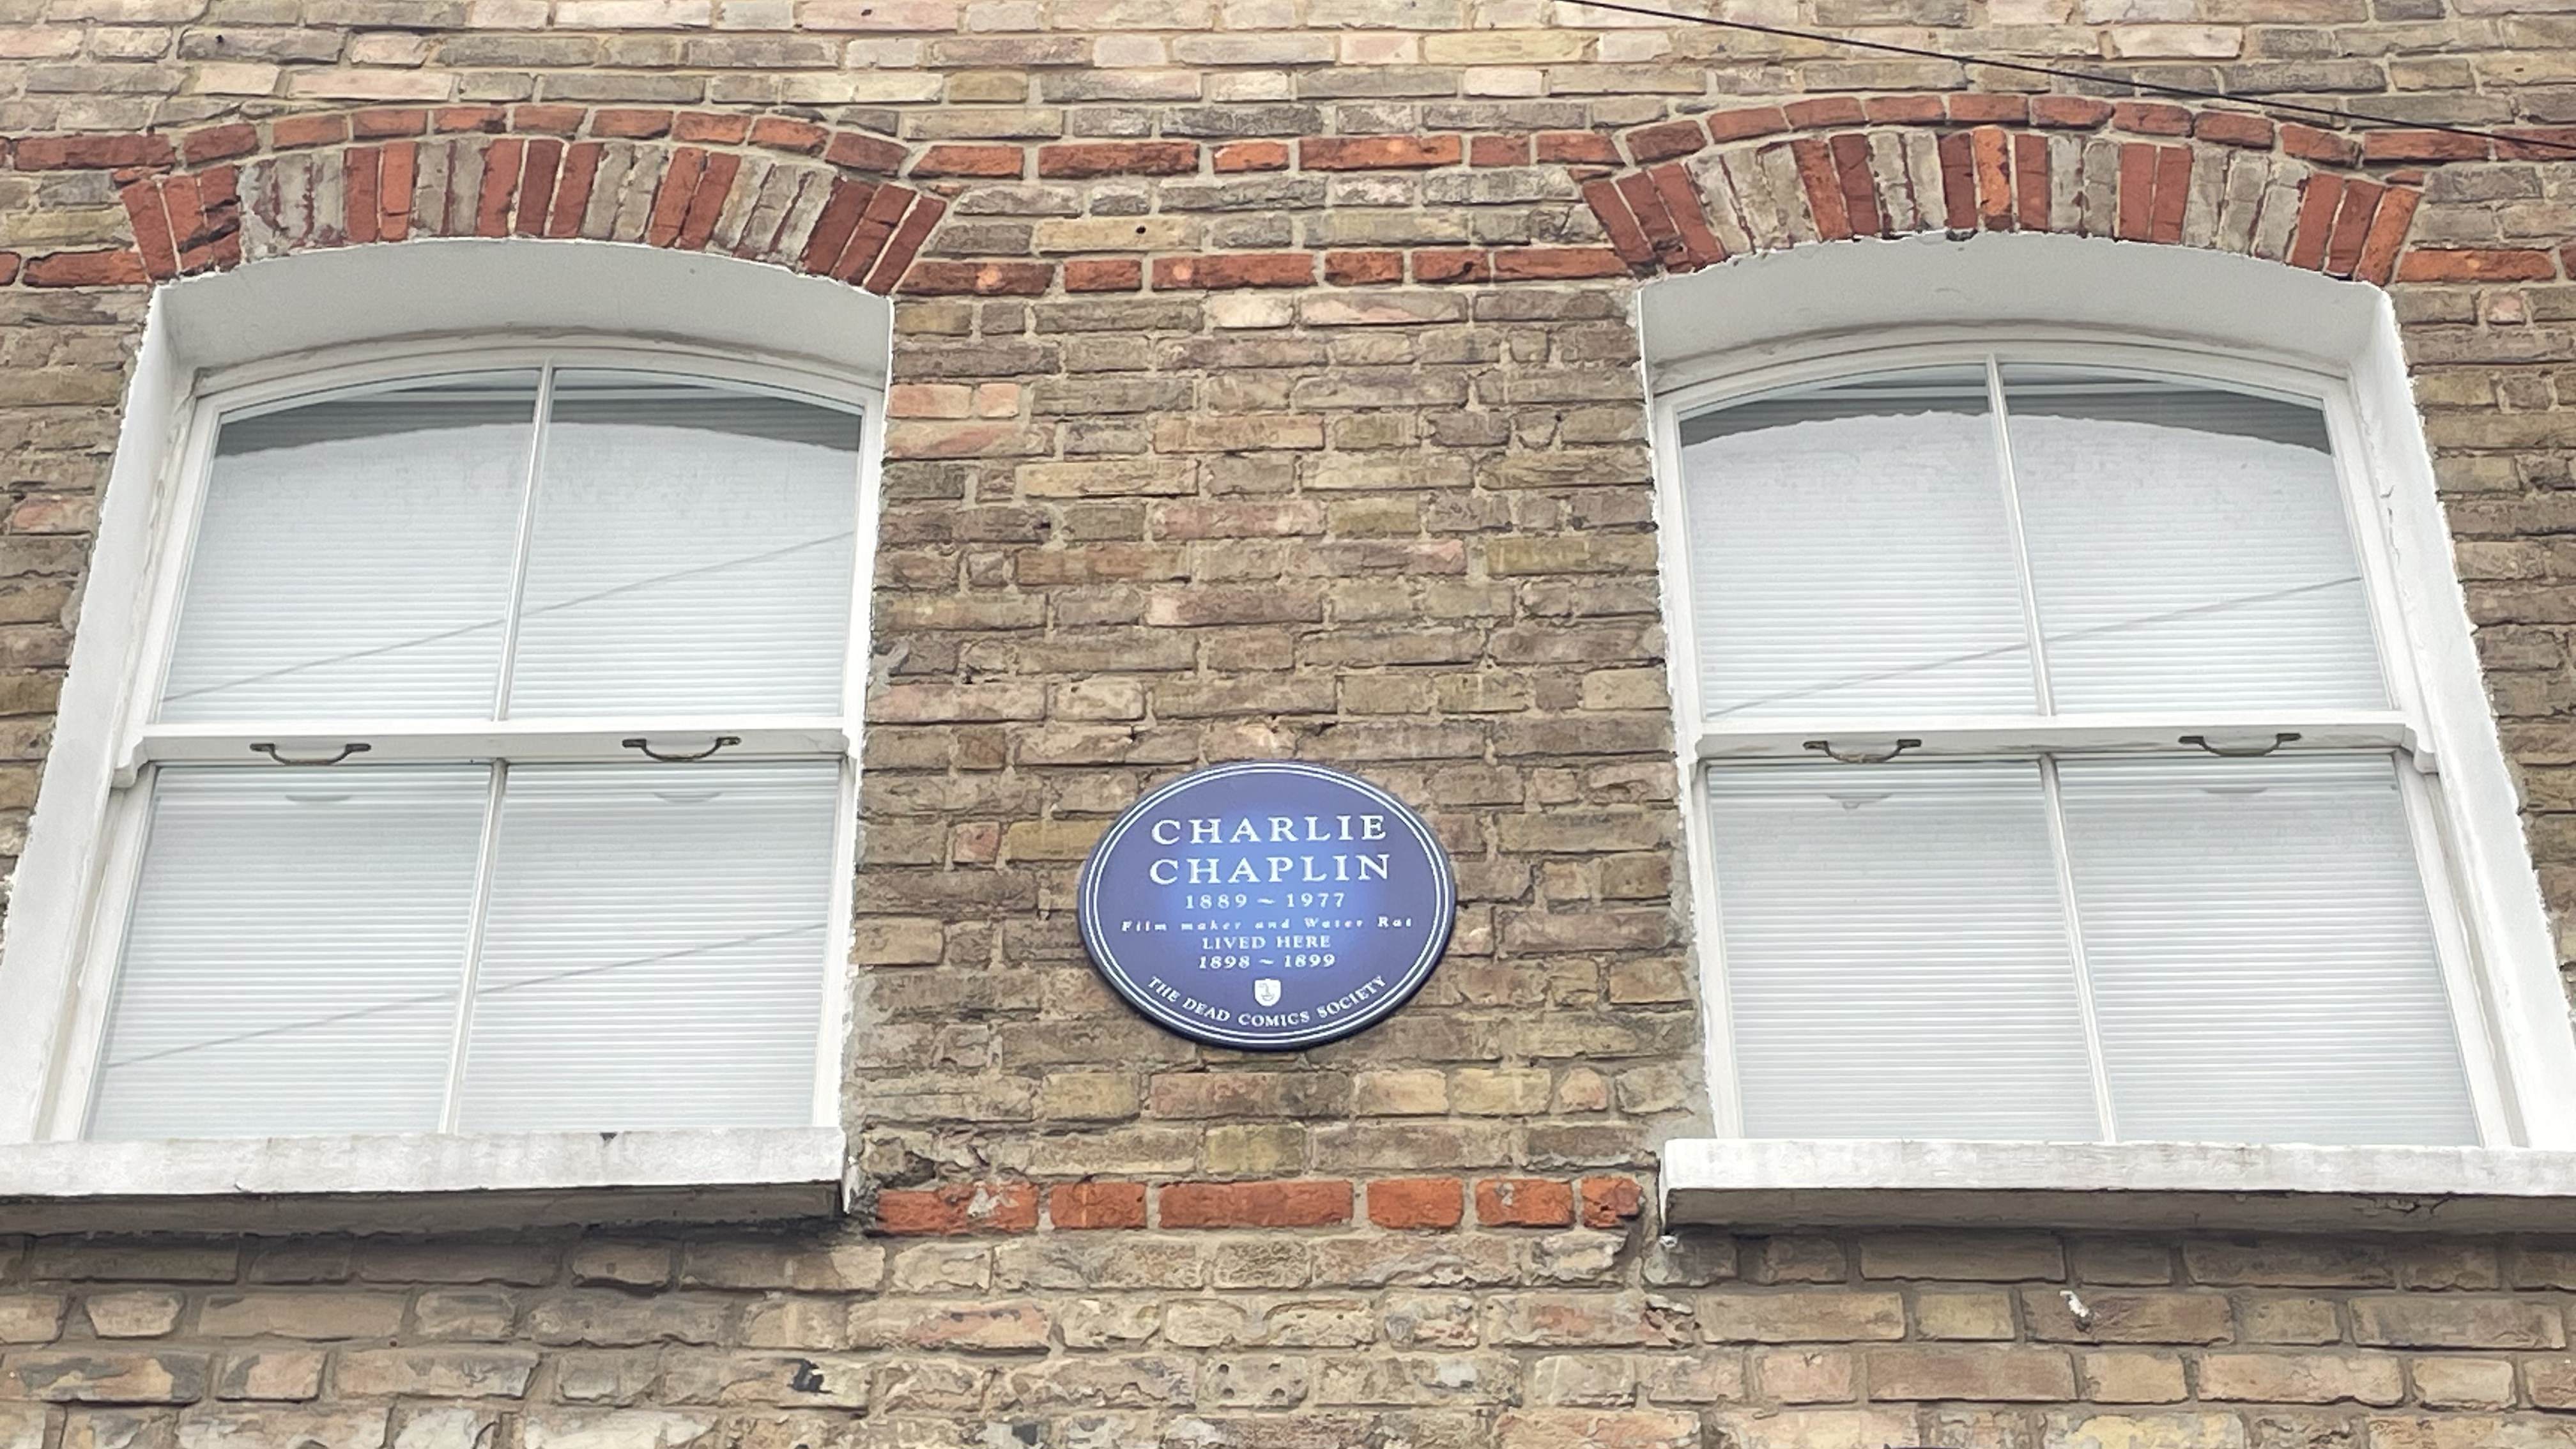 CHARLIE
CHAPLIN
1889 ~ 1977
Film maker and Water Rat
LIVED HERE
1898 ~ 1899
THE DEAD COMICS SOCIETY